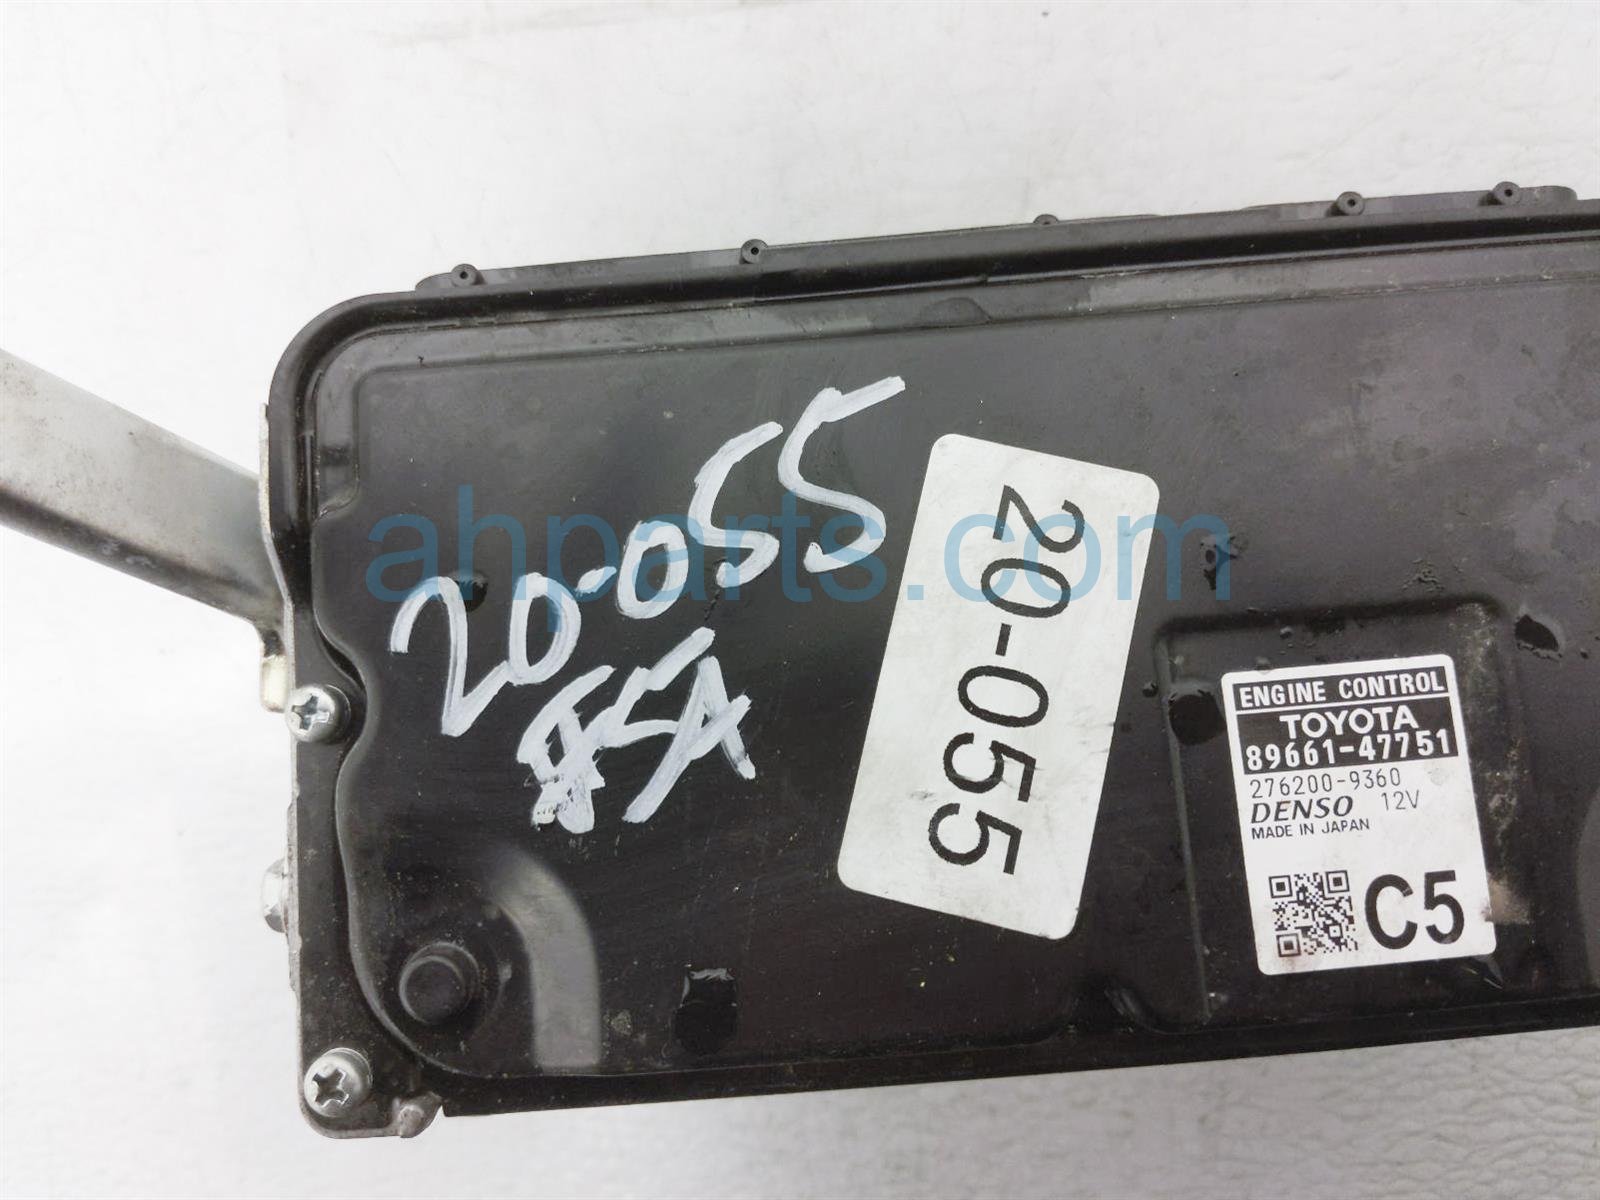 20-055
20-055
ENGINE CONTROL
TOYOTA
89661-47751
276200-9360
DENSO 12V
MADE IN JAPAN
C5
ahparts.com